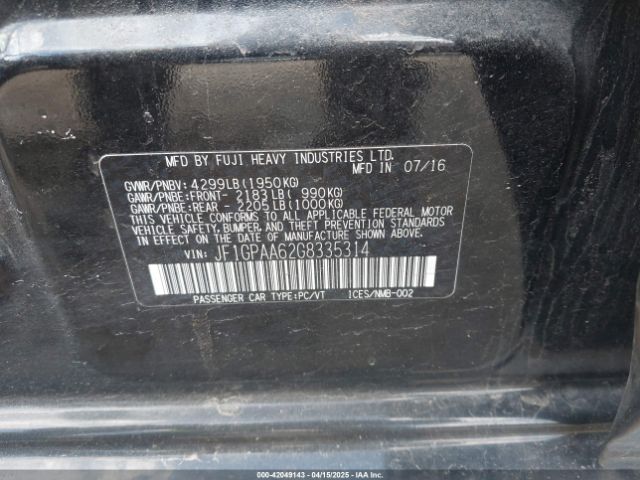 MFD BY FUJI HEAVY INDUSTRIES LTD.
MFD IN 07/16
GVWR/PNBV: 4299LB(1950KG)
GAWR/PNBE:FRONT- 2183LB( 990KG)
GAWR/PNBE:REAR - 2205LB(1000KG)
THIS VEHICLE CONFORMS TO ALL APPLICABLE FEDERAL MOTOR
VEHICLE SAFETY, BUMPER, AND THEFT PREVENTION STANDARDS
IN EFFECT ON THE DATE OF MANUFACTURE SHOWN ABOVE.
VIN: JF1GPAA62G8335314
PASSENGER CAR TYPE:PC/VT ICES/NMB-002
000-42049143 - 04/15/2025 - IAAI.COM